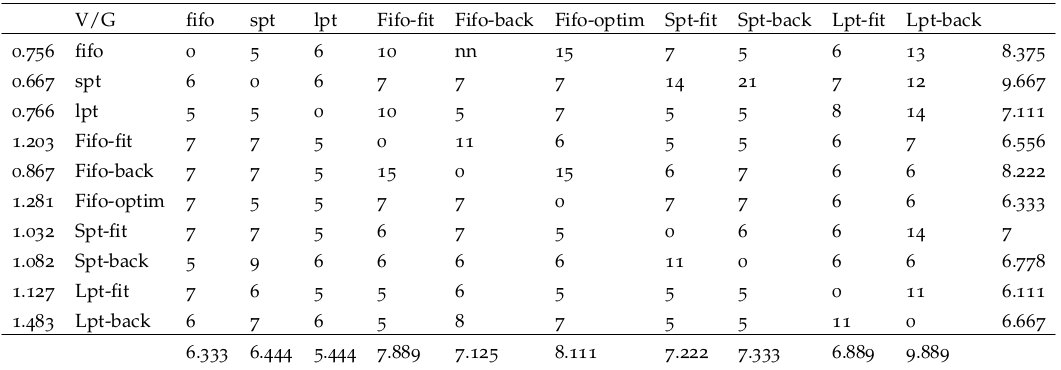 V/G fifo spt lpt Fifo-fit Fifo-back Fifo-optim Spt-fit Spt-back Lpt-fit Lpt-back
0.756 fifo 0 5 6 10 nn 15 7 5 6 13 8.375
0.667 spt 6 0 6 7 7 7 14 21 7 12 9.667
0.766 lpt 5 5 0 10 5 7 5 5 8 14 7.111
1.203 Fifo-fit 7 7 5 0 11 6 5 5 6 7 6.556
0.867 Fifo-back 7 7 5 15 0 15 6 7 6 6 8.222
1.281 Fifo-optim 7 5 5 7 7 0 7 7 6 6 6.333
1.032 Spt-fit 7 7 5 6 7 5 0 6 6 14 7
1.082 Spt-back 5 9 6 6 6 6 11 0 6 6 6.778
1.127 Lpt-fit 7 6 5 5 6 5 5 5 0 11 6.111
1.483 Lpt-back 6 7 6 5 8 7 5 5 11 0 6.667
6.333 6.444 5.444 7.889 7.125 8.111 7.222 7.333 6.889 9.889